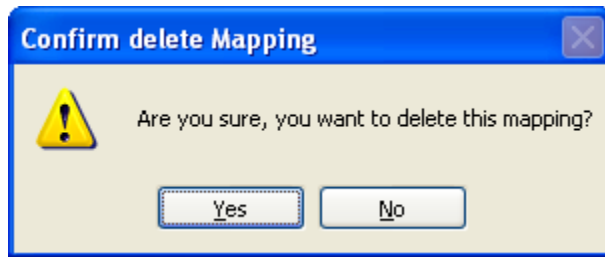 Confirm delete Mapping
Are you sure, you want to delete this mapping?
Yes
No